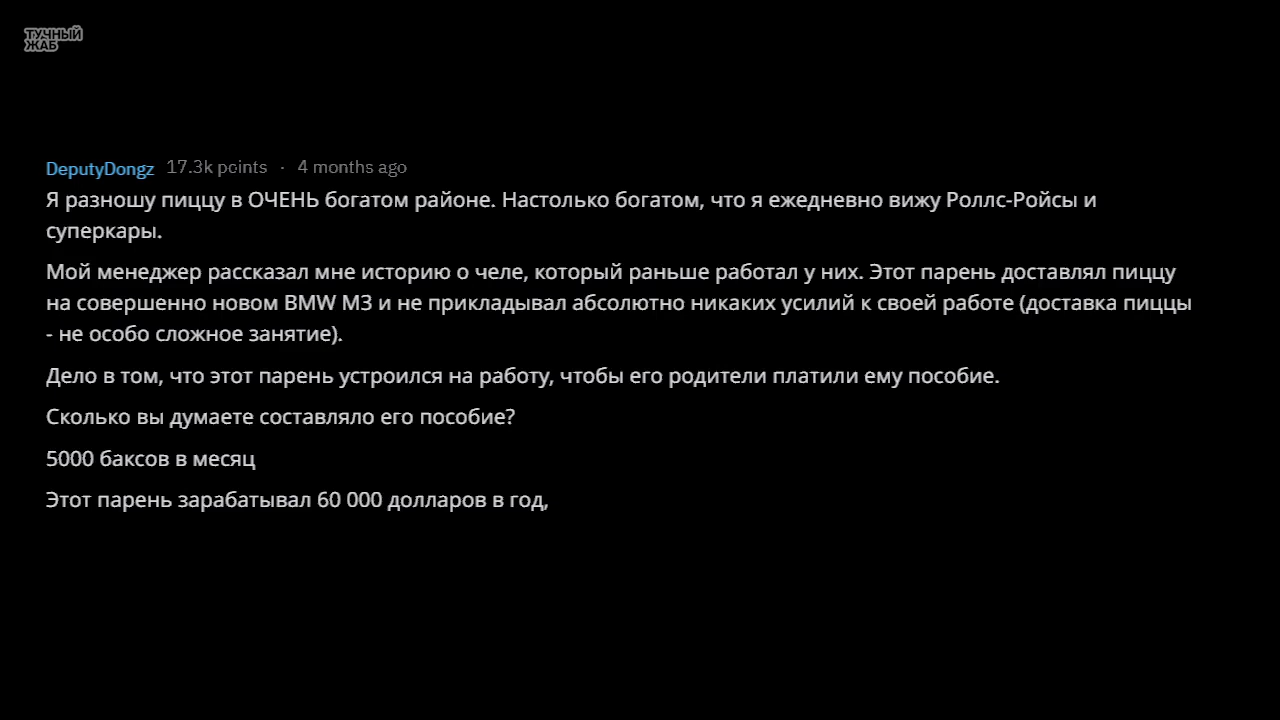 ТУЧНЫЙ
ЖАБ
DeputyDongz 17.3k points · 4 months ago
Я разношу пиццу в ОЧЕНЬ богатом районе. Настолько богатом, что я ежедневно вижу Роллс-Ройсы и
суперкары.
Мой менеджер рассказал мне историю о челе, который раньше работал у них. Этот парень доставлял пиццу
на совершенно новом BMW M3 и не прикладывал абсолютно никаких усилий к своей работе (доставка пиццы
- не особо сложное занятие).
Дело в том, что этот парень устроился на работу, чтобы его родители платили ему пособие.
Сколько вы думаете составляло его пособие?
5000 баксов в месяц
Этот парень зарабатывал 60 000 долларов в год,